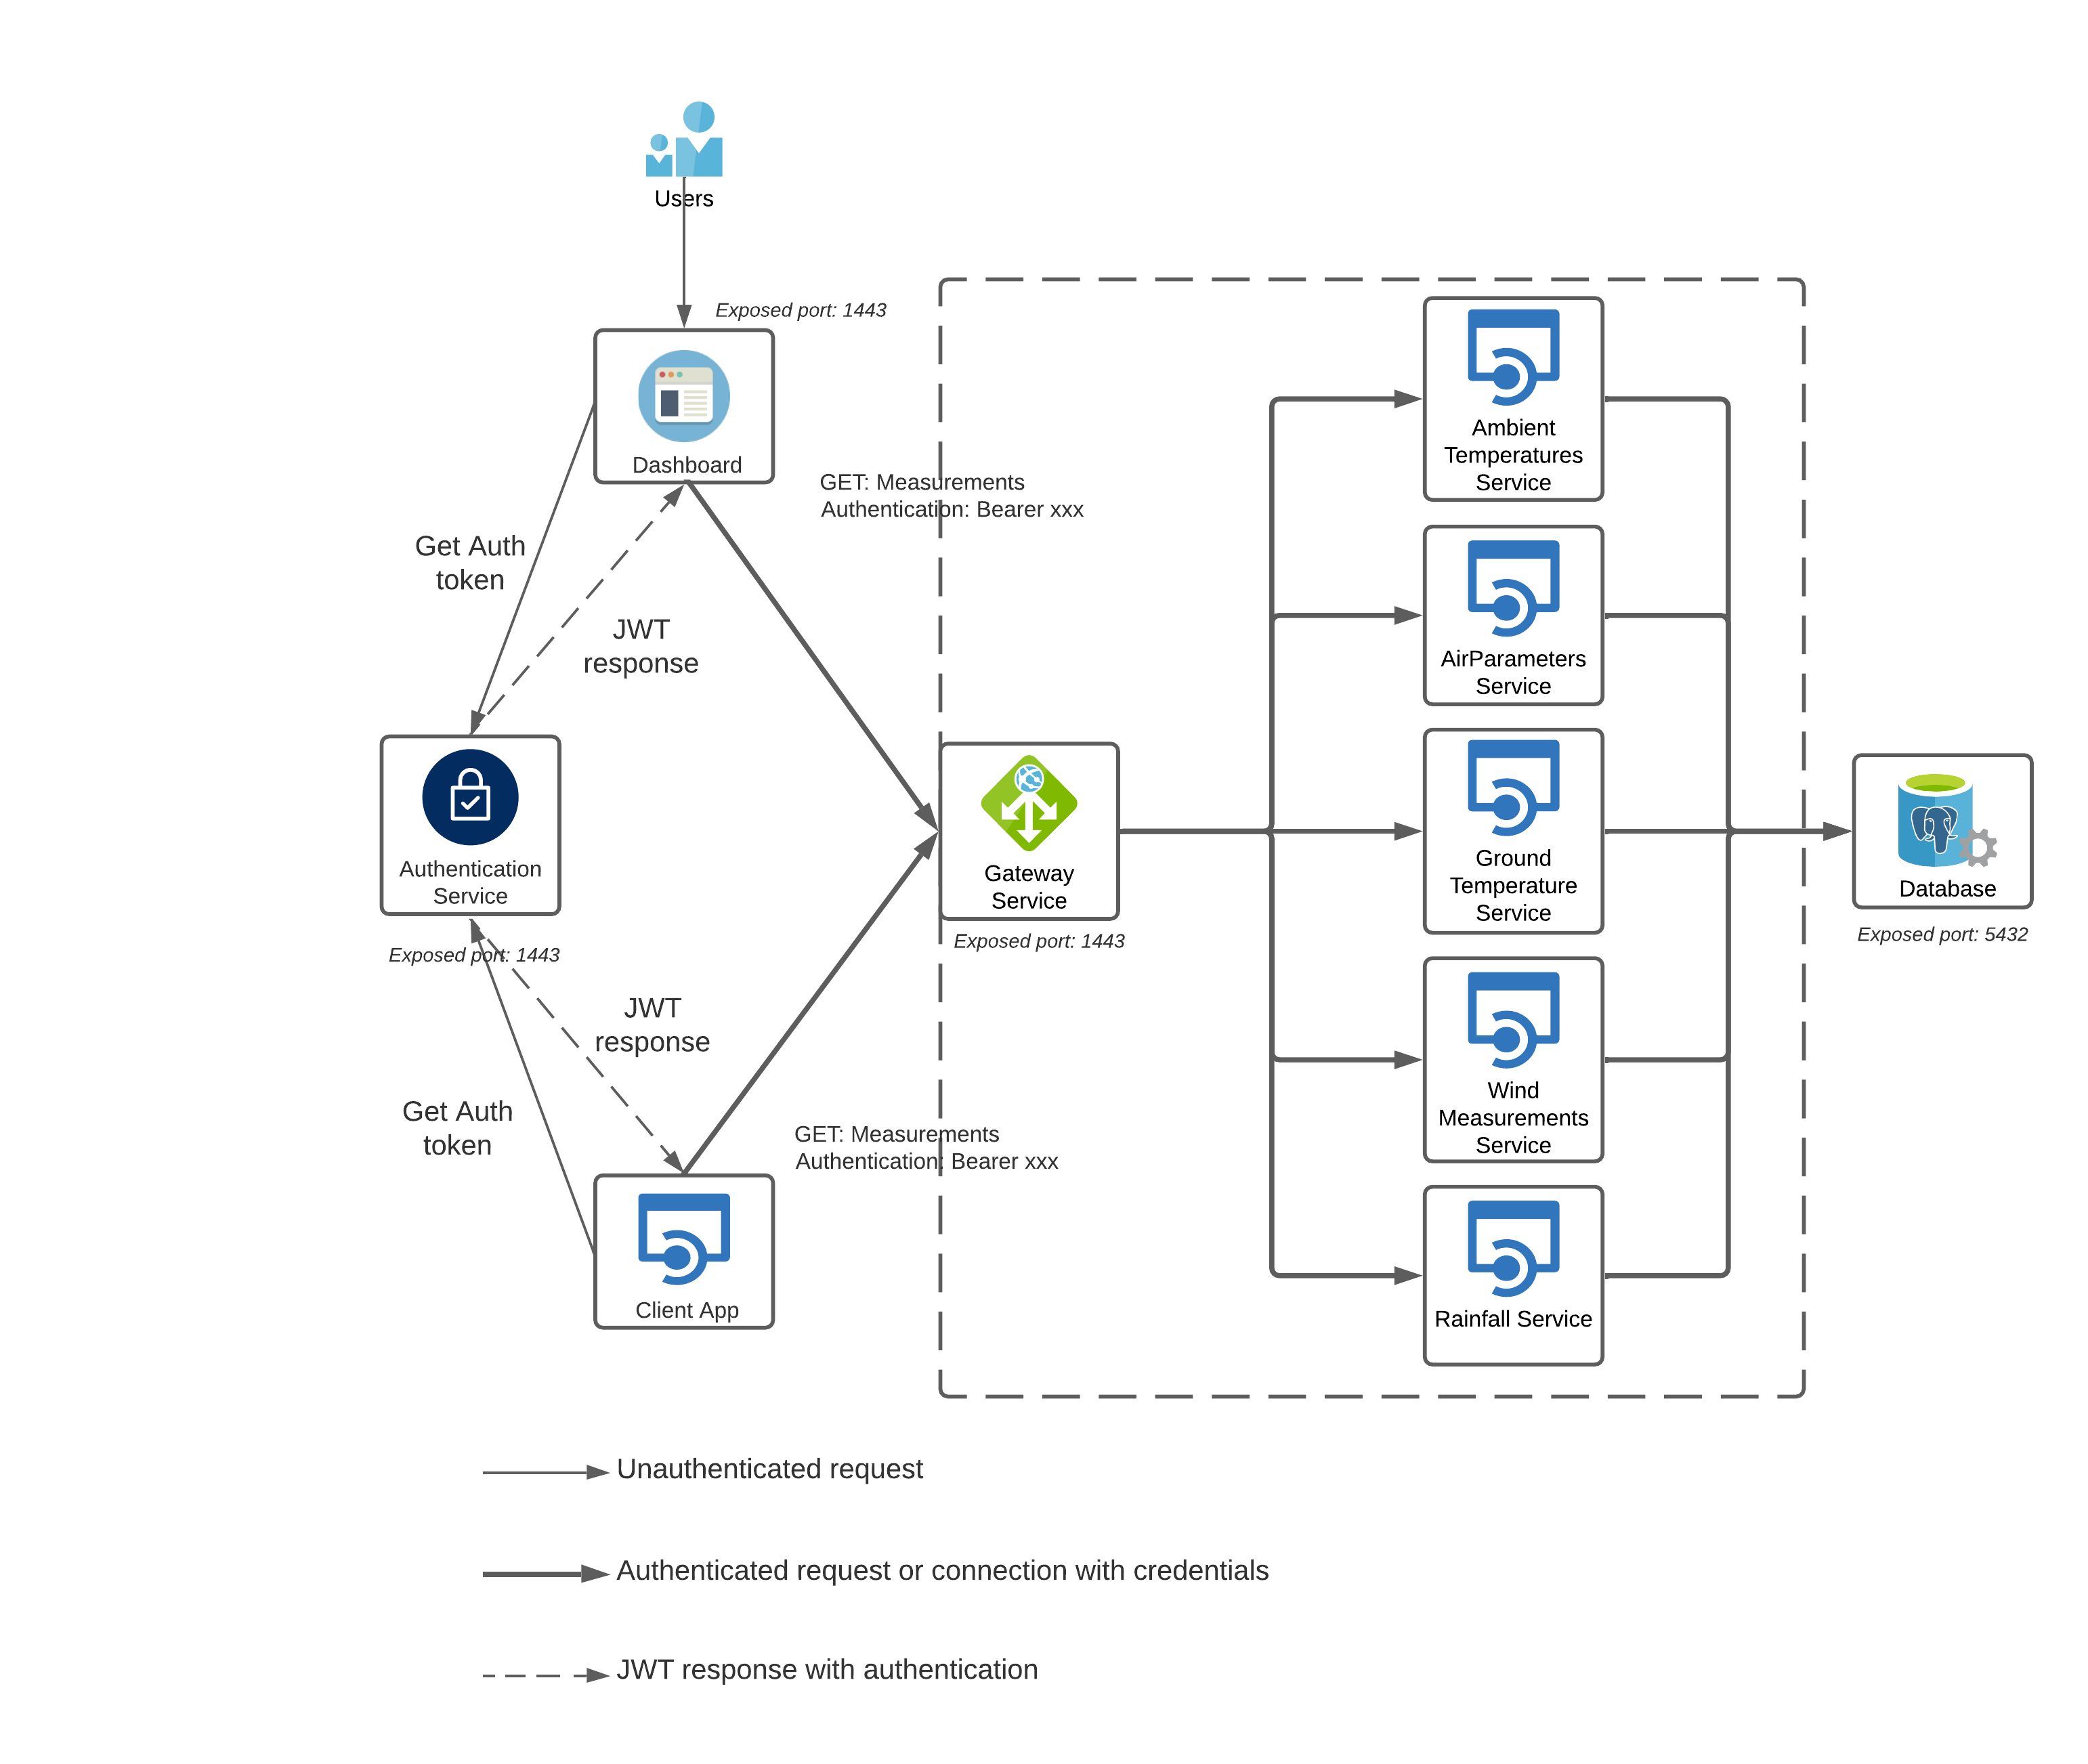 Users
Exposed port: 1443
Dashboard
GET: Measurements
Authentication: Bearer xxx
Get Auth
token
JWT
response
Authentication
Service
Exposed port: 1443
JWT
response
Get Auth
token
GET: Measurements
Authentication: Bearer xxx
Client App
Gateway
Service
Exposed port: 1443
Ambient
Temperatures
Service
AirParameters
Service
Ground
Temperature
Service
Wind
Measurements
Service
Rainfall Service
Database
Exposed port: 5432
Unauthenticated request
Authenticated request or connection with credentials
JWT response with authentication